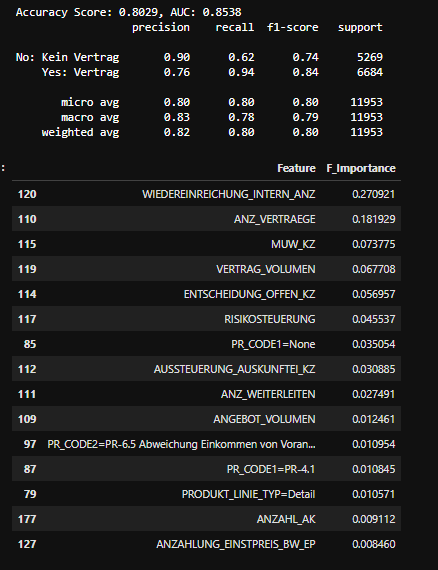 Accuracy Score: 0.8029, AUC: 0.8538
precision recall f1-score support
No: Kein Vertrag 0.90 0.62 0.74 5269
Yes: Vertrag 0.76 0.94 0.84 6684
micro avg 0.80 0.80 0.80 11953
macro avg 0.83 0.78 0.79 11953
weighted avg 0.82 0.80 0.80 11953
: Feature F_Importance
120 WIEDEREINREICHUNG_INTERN_ANZ 0.270921
110 ANZ_VERTRAEGE 0.181929
115 MUW_KZ 0.073775
119 VERTRAG_VOLUMEN 0.067708
114 ENTSCHEIDUNG_OFFEN_KZ 0.056957
117 RISIKOSTEUERUNG 0.045537
85 PR_CODE1=None 0.035054
112 AUSSTEUERUNG_AUSKUNFTEI_KZ 0.030885
111 ANZ_WEITERLEITEN 0.027491
109 ANGEBOT_VOLUMEN 0.012461
97 PR_CODE2=PR-6.5 Abweichung Einkommen von Voran... 0.010954
87 PR_CODE1=PR-4.1 0.010845
79 PRODUKT_LINIE_TYP=Detail 0.010571
177 ANZAHL_AK 0.009112
127 ANZAHLUNG_EINSTPREIS_BW_EP 0.008460